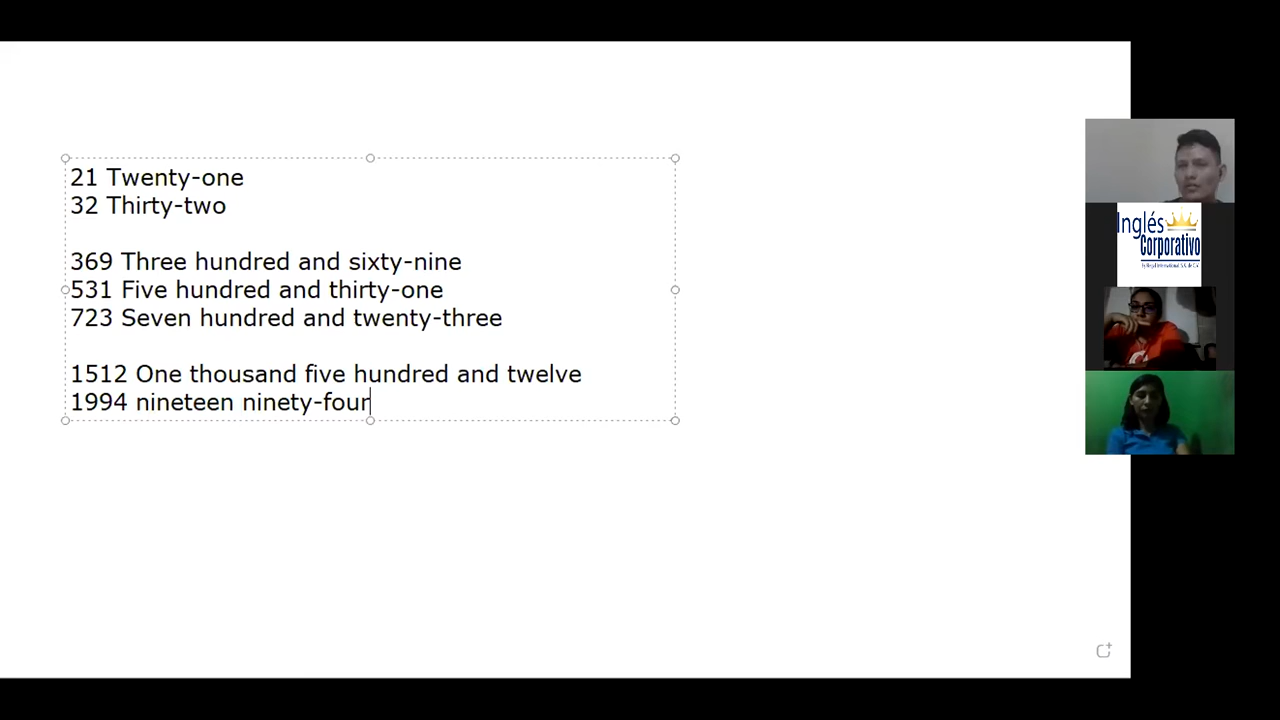 21 Twenty-one
32 Thirty-two
369 Three hundred and sixty-nine
531 Five hundred and thirty-one
723 Seven hundred and twenty-three
1512 One thousand five hundred and twelve
1994 nineteen ninety-four
Inglés
Corporativo